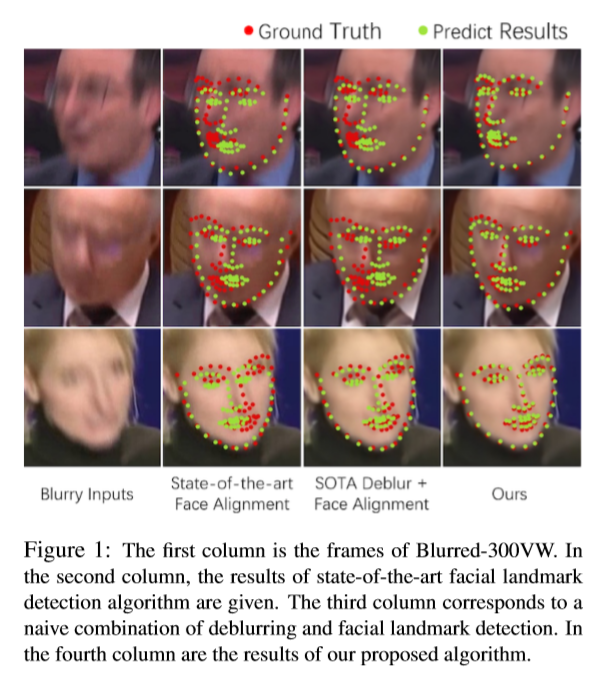 Ground Truth Predict Results
Blurry Inputs
State-of-the-art
Face Alignment
SOTA Deblur +
Face Alignment
Ours
Figure 1: The first column is the frames of Blurred-300VW. In
the second column, the results of state-of-the-art facial landmark
detection algorithm are given. The third column corresponds to a
naive combination of deblurring and facial landmark detection. In
the fourth column are the results of our proposed algorithm.